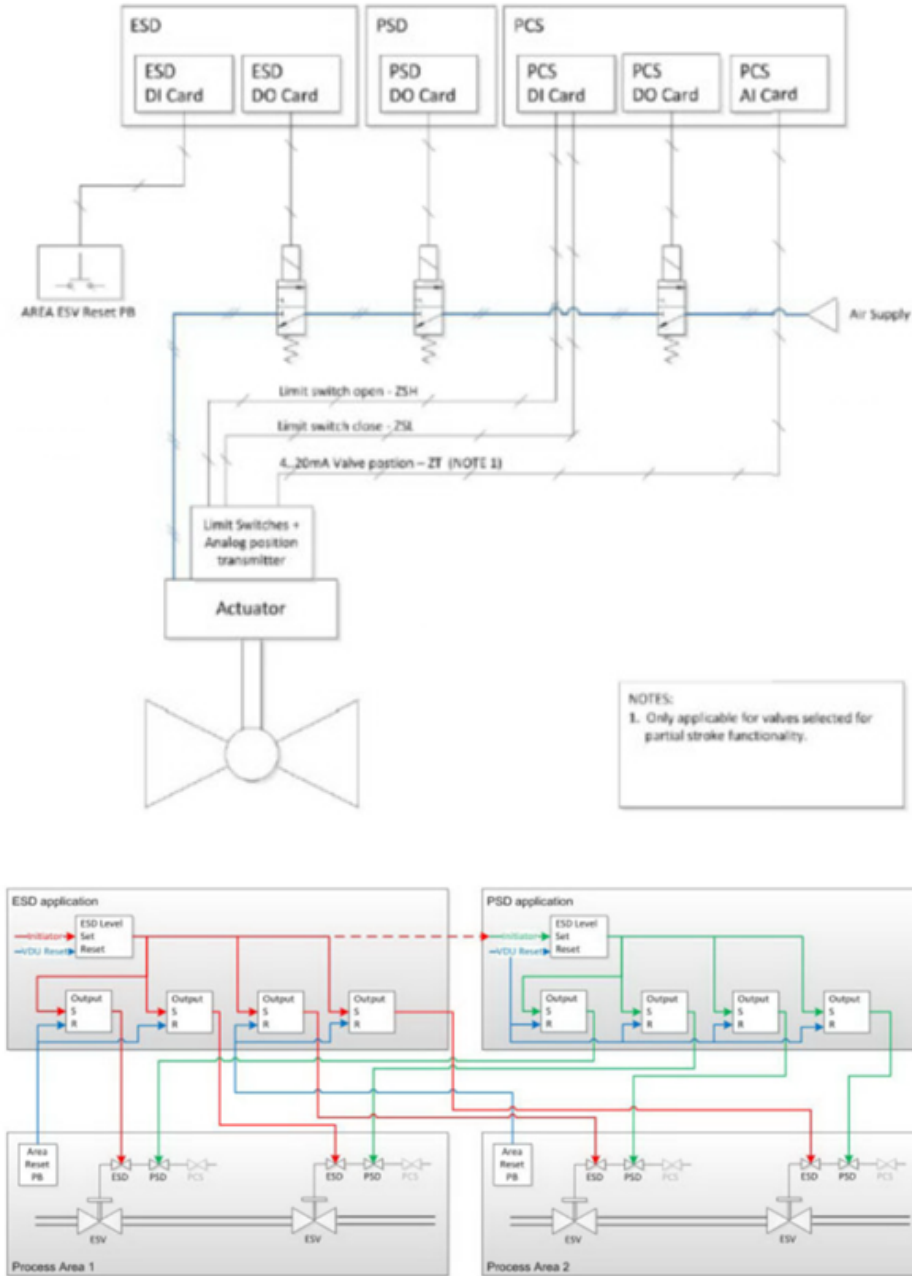 ESD
PSD
PCS
ESD
DI Card
ESD
DO Card
PSD
DO Card
PCS
DI Card
PCS
DO Card
PCS
AI Card
AREA ESV Reset PB
Air Supply
Limit switch open - ZSH
Limit switch close - ZSL
4..20mA Valve postion – ZT (NOTE 1)
Limit Switches +
Analog position
transmitter
Actuator
NOTES:
1. Only applicable for valves selected for
partial stroke functionality.
ESD application
PSD application
Initiator
VDU Reset
ESD Level
Set
Reset
Initiator
VDU Reset
ESD Level
Set
Reset
Output
S
R
Output
S
R
Output
S
R
Output
S
R
Output
S
R
Output
S
R
Output
S
R
Output
S
R
Area
Reset
PB
ESD
PSD
PCS
ESD
PSD
PCS
ESV
ESV
Process Area 1
Area
Reset
PB
ESD
PSD
PCS
ESD
PSD
PCS
ESV
ESV
Process Area 2